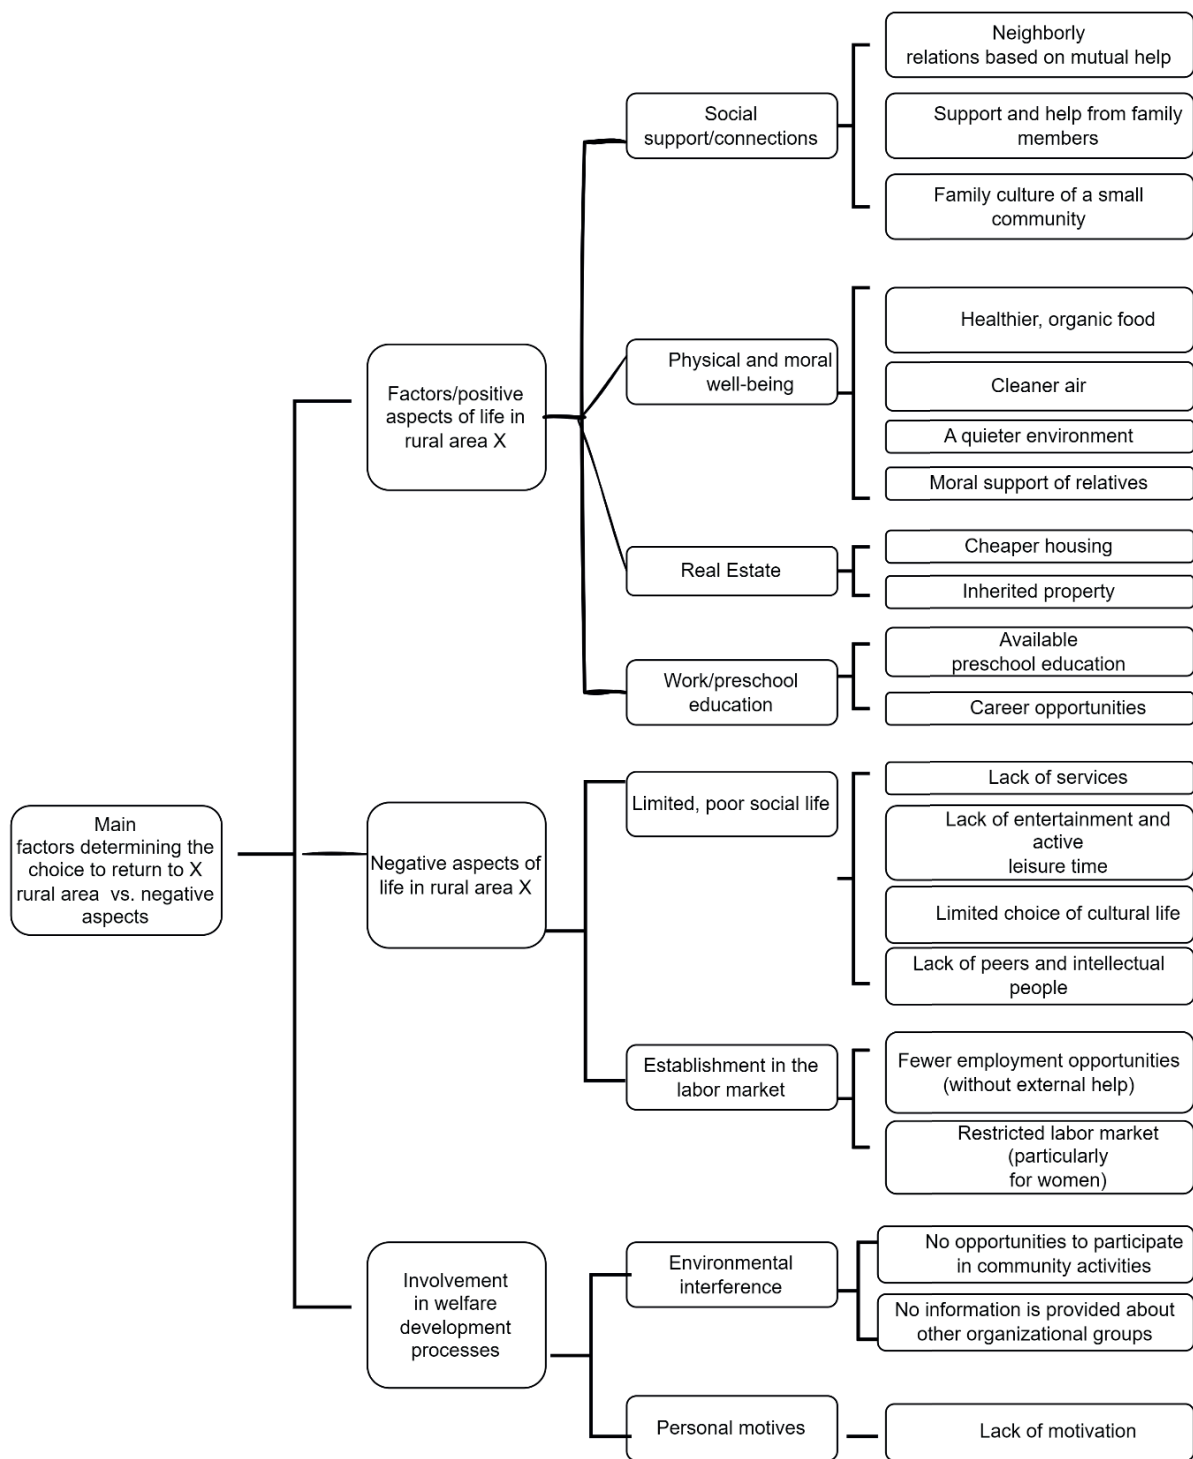 Main
factors determining the
choice to return to X
rural area vs. negative
aspects
Factors/positive
aspects of life in
rural area X
Social
support/connections
Neighborly
relations based on mutual help
Support and help from family
members
Family culture of a small
community
Physical and moral
well-being
Healthier, organic food
Cleaner air
A quieter environment
Moral support of relatives
Real Estate
Cheaper housing
Inherited property
Work/preschool
education
Available
preschool education
Career opportunities
Negative aspects of
life in rural area X
Limited, poor social life
Lack of services
Lack of entertainment and
active
leisure time
Limited choice of cultural life
Lack of peers and intellectual
people
Establishment in the
labor market
Fewer employment opportunities
(without external help)
Restricted labor market
(particularly
for women)
Involvement
in welfare
development
processes
Environmental
interference
No opportunities to participate
in community activities
No information is provided about
other organizational groups
Personal motives
Lack of motivation